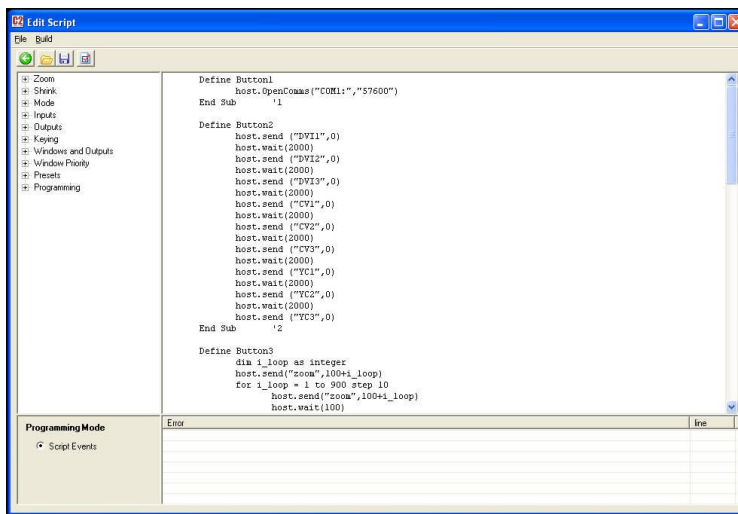 C2 Edit Script
File Build
Zoom
Shrink
Mode
Inputs
Outputs
Keying
Windows and Outputs
Window Priority
Presets
Programming
Define Button1
host.OpenComms("COM1:","57600")
End Sub '1
Define Button2
host.send ("DVI1",0)
host.wait(2000)
host.send ("DVI2",0)
host.wait(2000)
host.send ("DVI3",0)
host.wait(2000)
host.send ("CV1",0)
host.wait(2000)
host.send ("CV2",0)
host.wait(2000)
host.send ("CV3",0)
host.wait(2000)
host.send ("YC1",0)
host.wait(2000)
host.send ("YC2",0)
host.wait(2000)
host.send ("YC3",0)
End Sub '2
Define Button3
dim i_loop as integer
host.send("zoom",100+i_loop)
for i_loop = 1 to 900 step 10
host.send("zoom",100+i_loop)
host.wait(100)
Programming Mode
Script Events
Error line